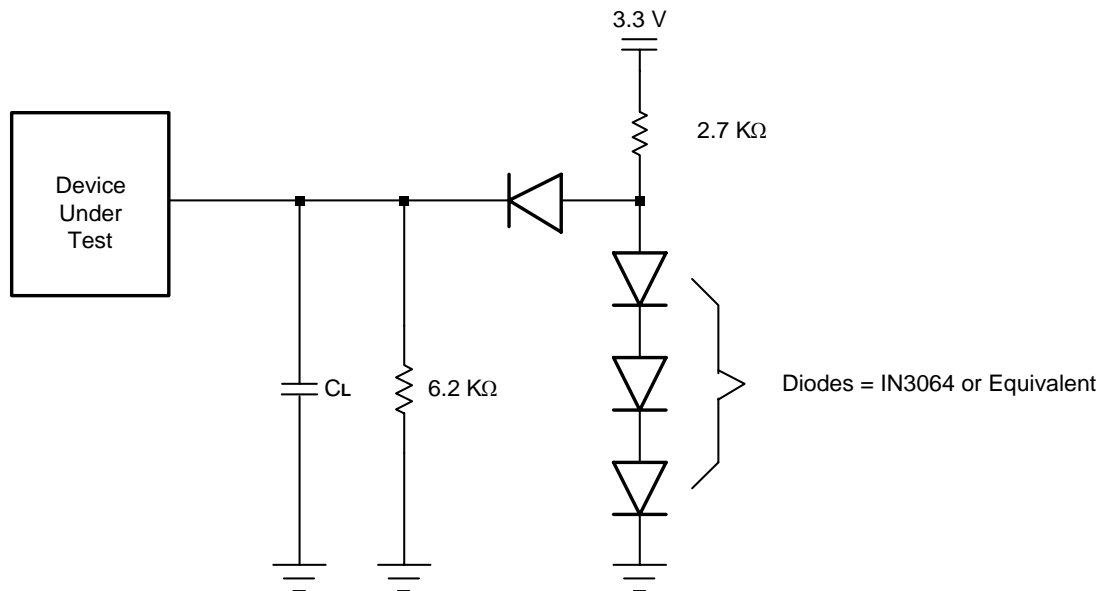 3.3 V
2.7 KΩ
Device
Under
Test
CL
6.2 KΩ
Diodes = IN3064 or Equivalent